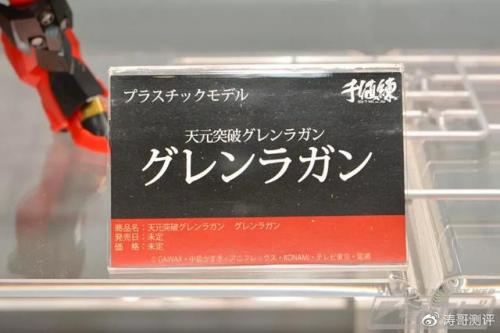 プラスチックモデル
千値練
天元突破グレンラガン
グレンラガン
商品名：天元突破グレンラガン　グレンラガン
発売日：未定
価　格：未定
©GAINAX・中島かずき・アニプレックス・KONAMI・テレビ東京・電通
涛哥测评